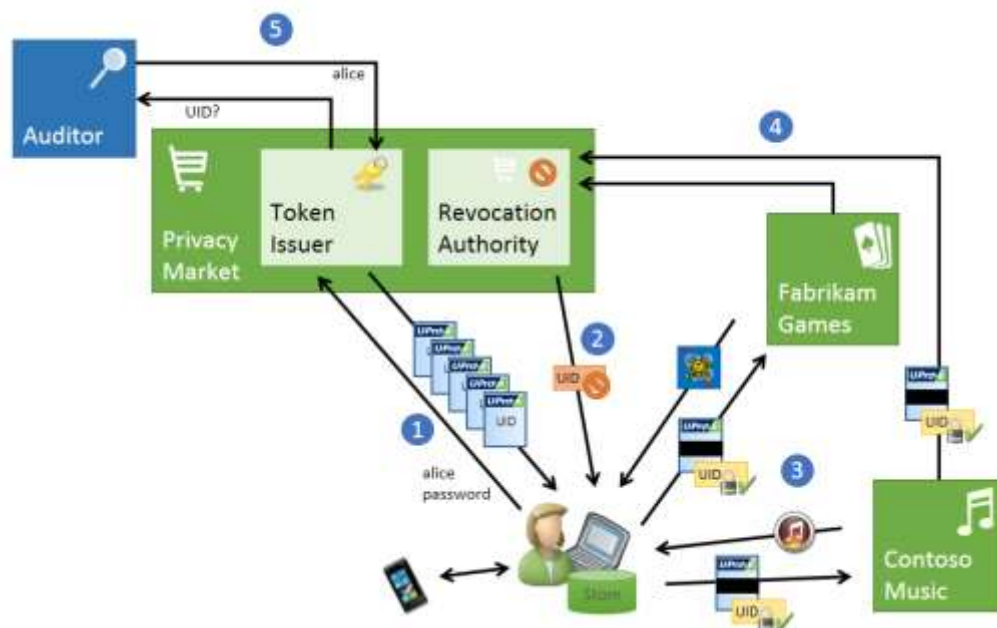 5
alice
UID?
Auditor
4
Token
Issuer
Revocation
Authority
Privacy
Market
Fabrikam
Games
2
UID
UID
1
UID
UID
3
alice
password
Contoso
Music
Store
UID